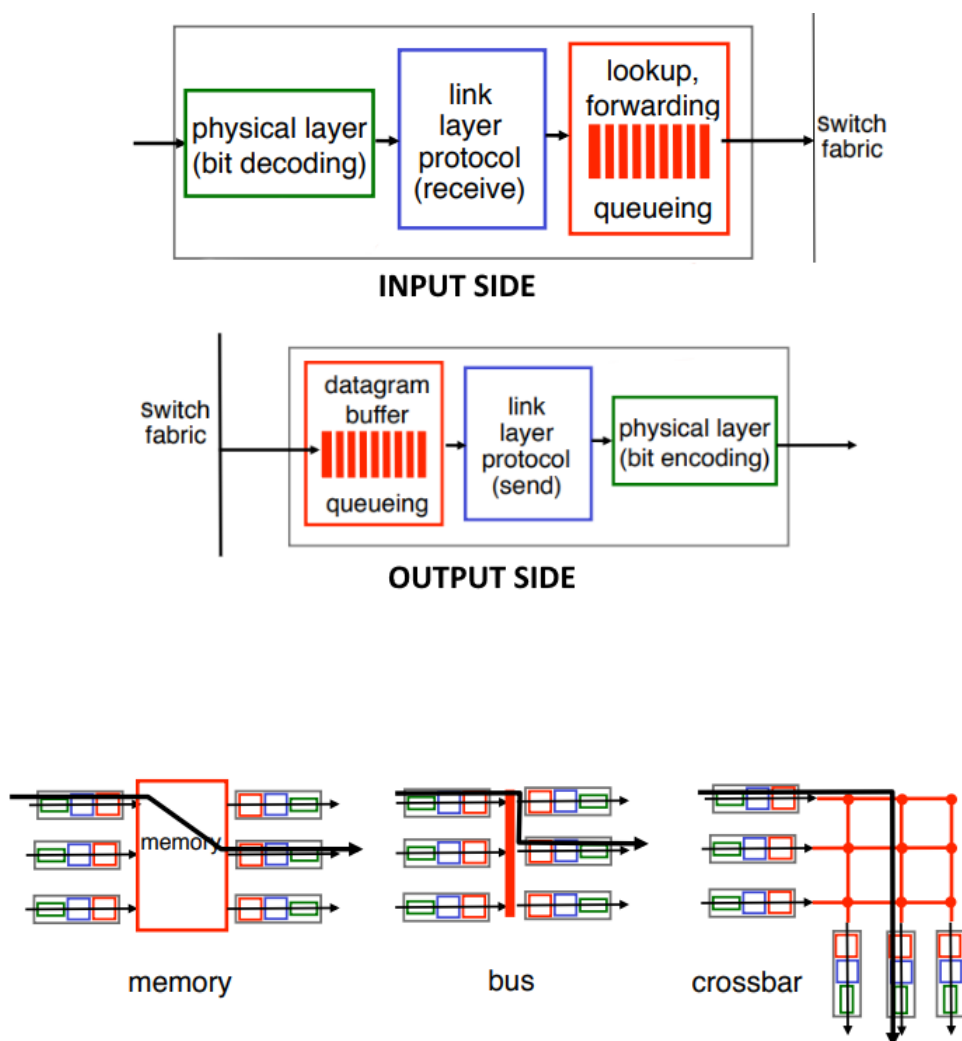 physical layer
(bit decoding)
link
layer
protocol
(receive)
lookup,
forwarding
queueing
switch
fabric
INPUT SIDE
switch
fabric
datagram
buffer
queueing
link
layer
protocol
(send)
physical layer
(bit encoding)
OUTPUT SIDE
memory
memory
bus
crossbar